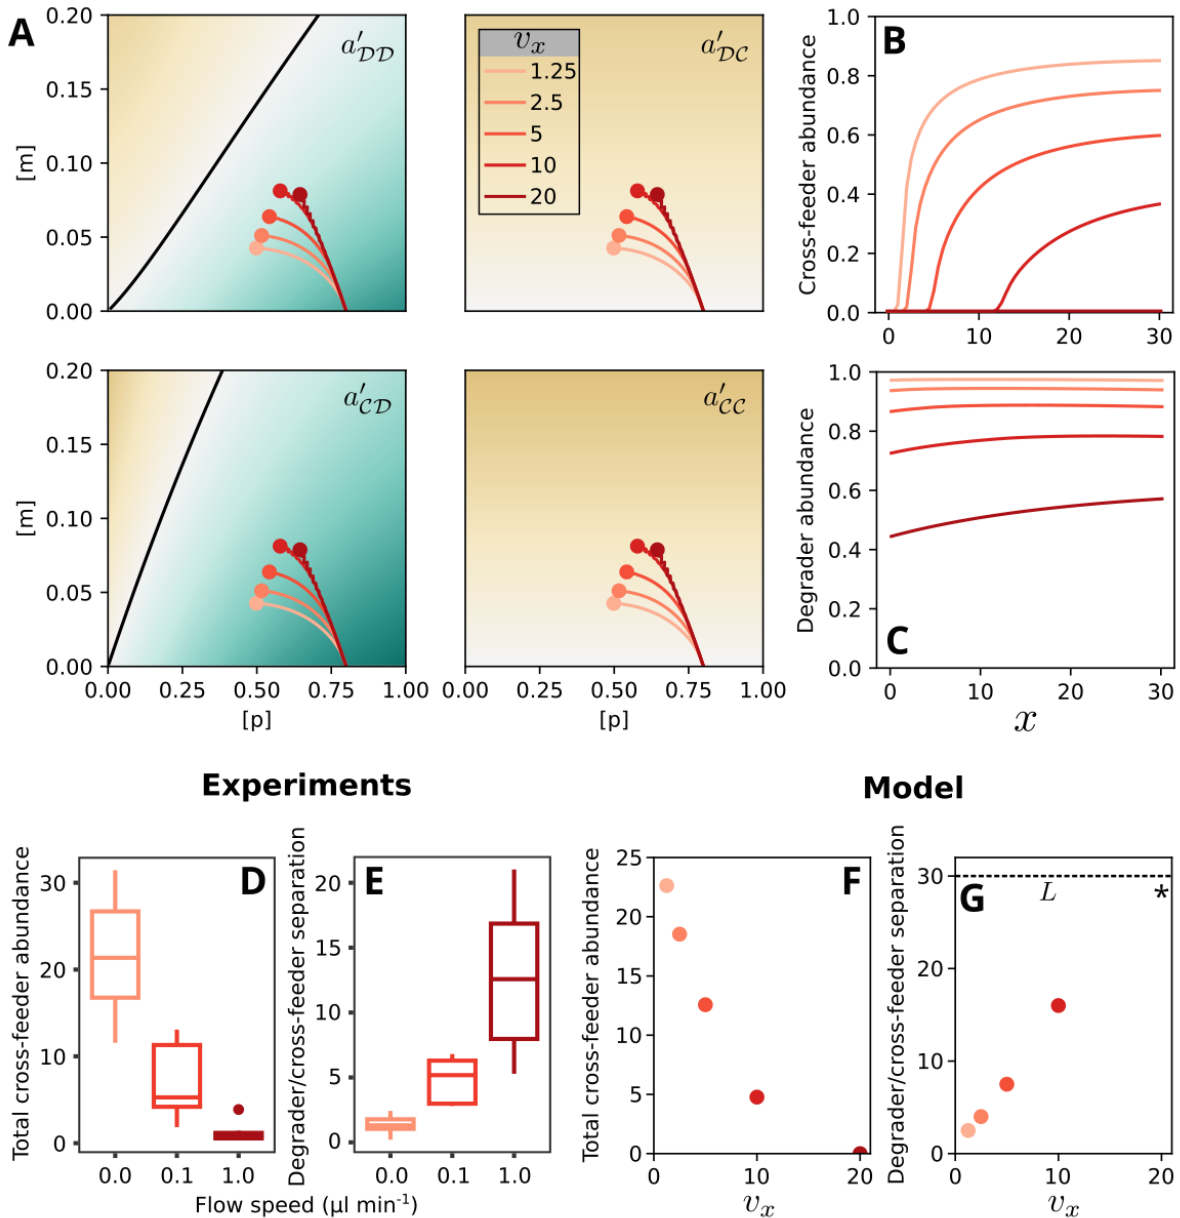 A
0.20
0.15
0.10
0.05
0.00
[m]
a′_DD
a′_DC
v_x
1.25
2.5
5
10
20
B
1.0
0.8
0.6
0.4
0.2
0.0
Cross-feeder abundance
0 10 20 30
0.20
0.15
0.10
0.05
0.00
[m]
a′_CD
a′_CC
0.00 0.25 0.50 0.75 1.00
[p]
0.00 0.25 0.50 0.75 1.00
[p]
1.0
0.8
0.6
0.4
0.2
0.0
Degrader abundance
C
0 10 20 30
x
Experiments
Model
Total cross-feeder abundance
30
20
10
0
D
0.0 0.1 1.0
Degrader/cross-feeder separation
20
15
10
5
0
E
0.0 0.1 1.0
Flow speed (µl min⁻¹)
Total cross-feeder abundance
25
20
15
10
5
0
F
0 10 20
v_x
Degrader/cross-feeder separation
30
30
20
10
0
G
L
*
0 10 20
v_x